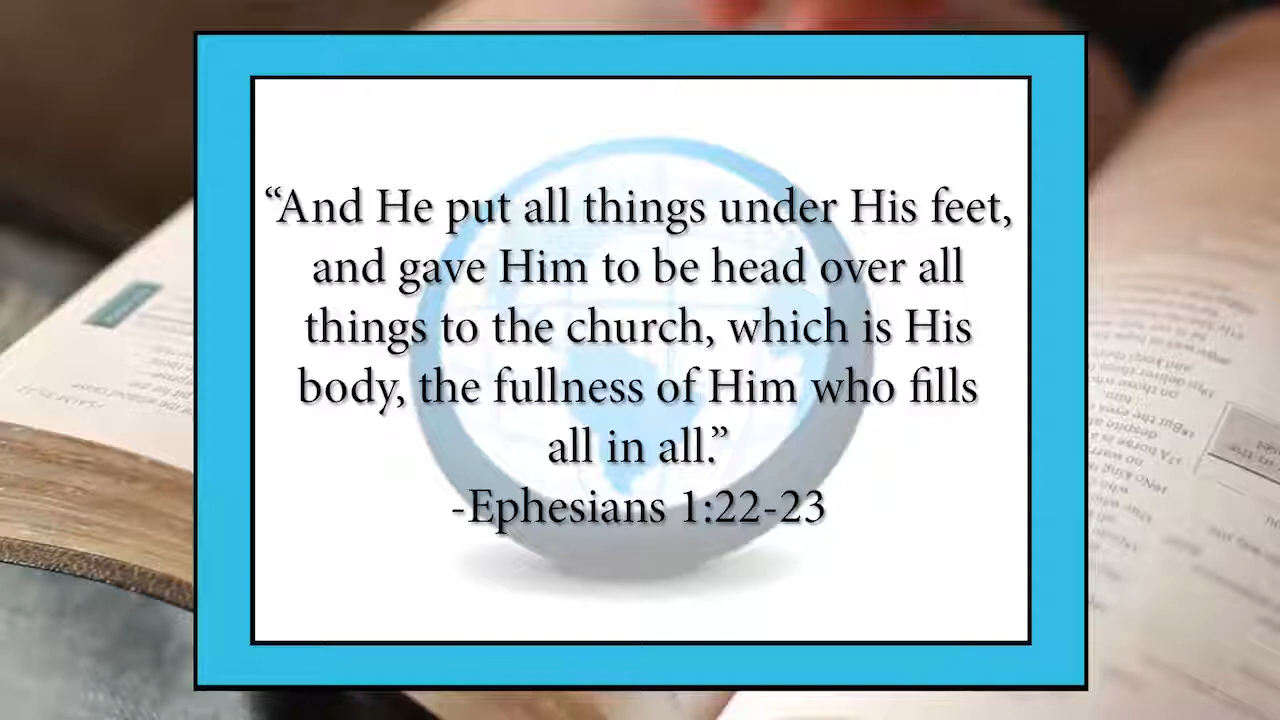 “And He put all things under His feet,
and gave Him to be head over all
things to the church, which is His
body, the fullness of Him who fills
all in all.”
-Ephesians 1:22-23